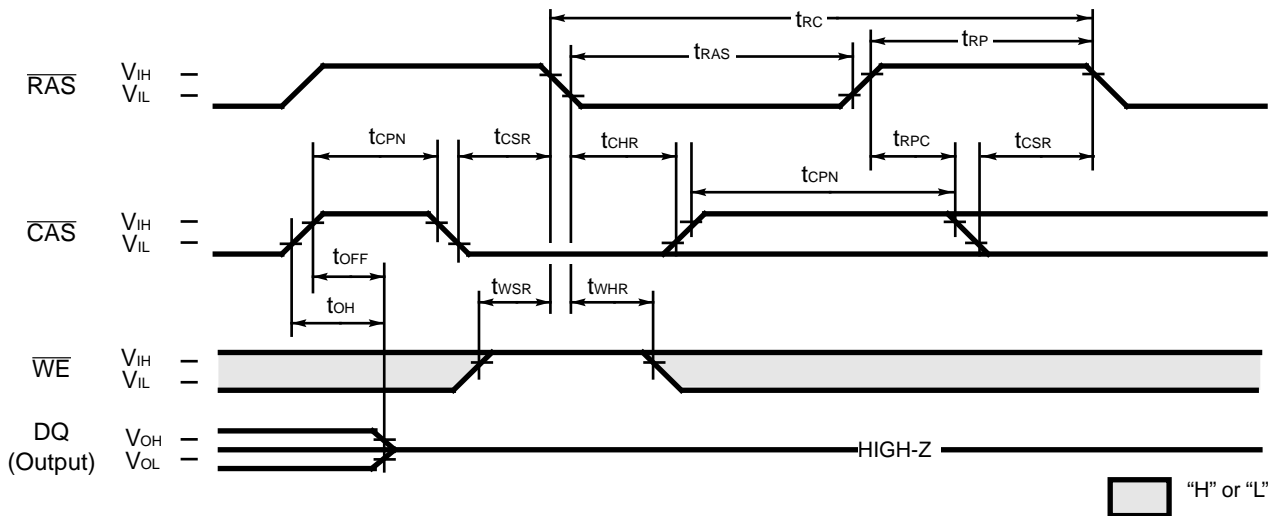 tRC
tRAS
tRP
RAS
VIH
VIL
tCPN
tCSR
tCHR
tRPC
tCSR
tCPN
CAS
VIH
VIL
tOFF
tOH
tWSR
tWHR
WE
VIH
VIL
DQ
(Output)
VOH
VOL
HIGH-Z
“H” or “L”